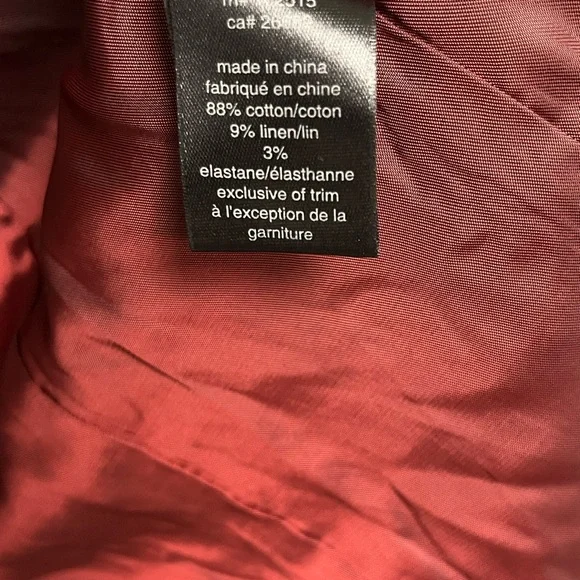 ca#
made in china
fabriqué en chine
88% cotton/coton
9% linen/lin
3%
elastane/élasthanne
exclusive of trim
à l'exception de la
garniture